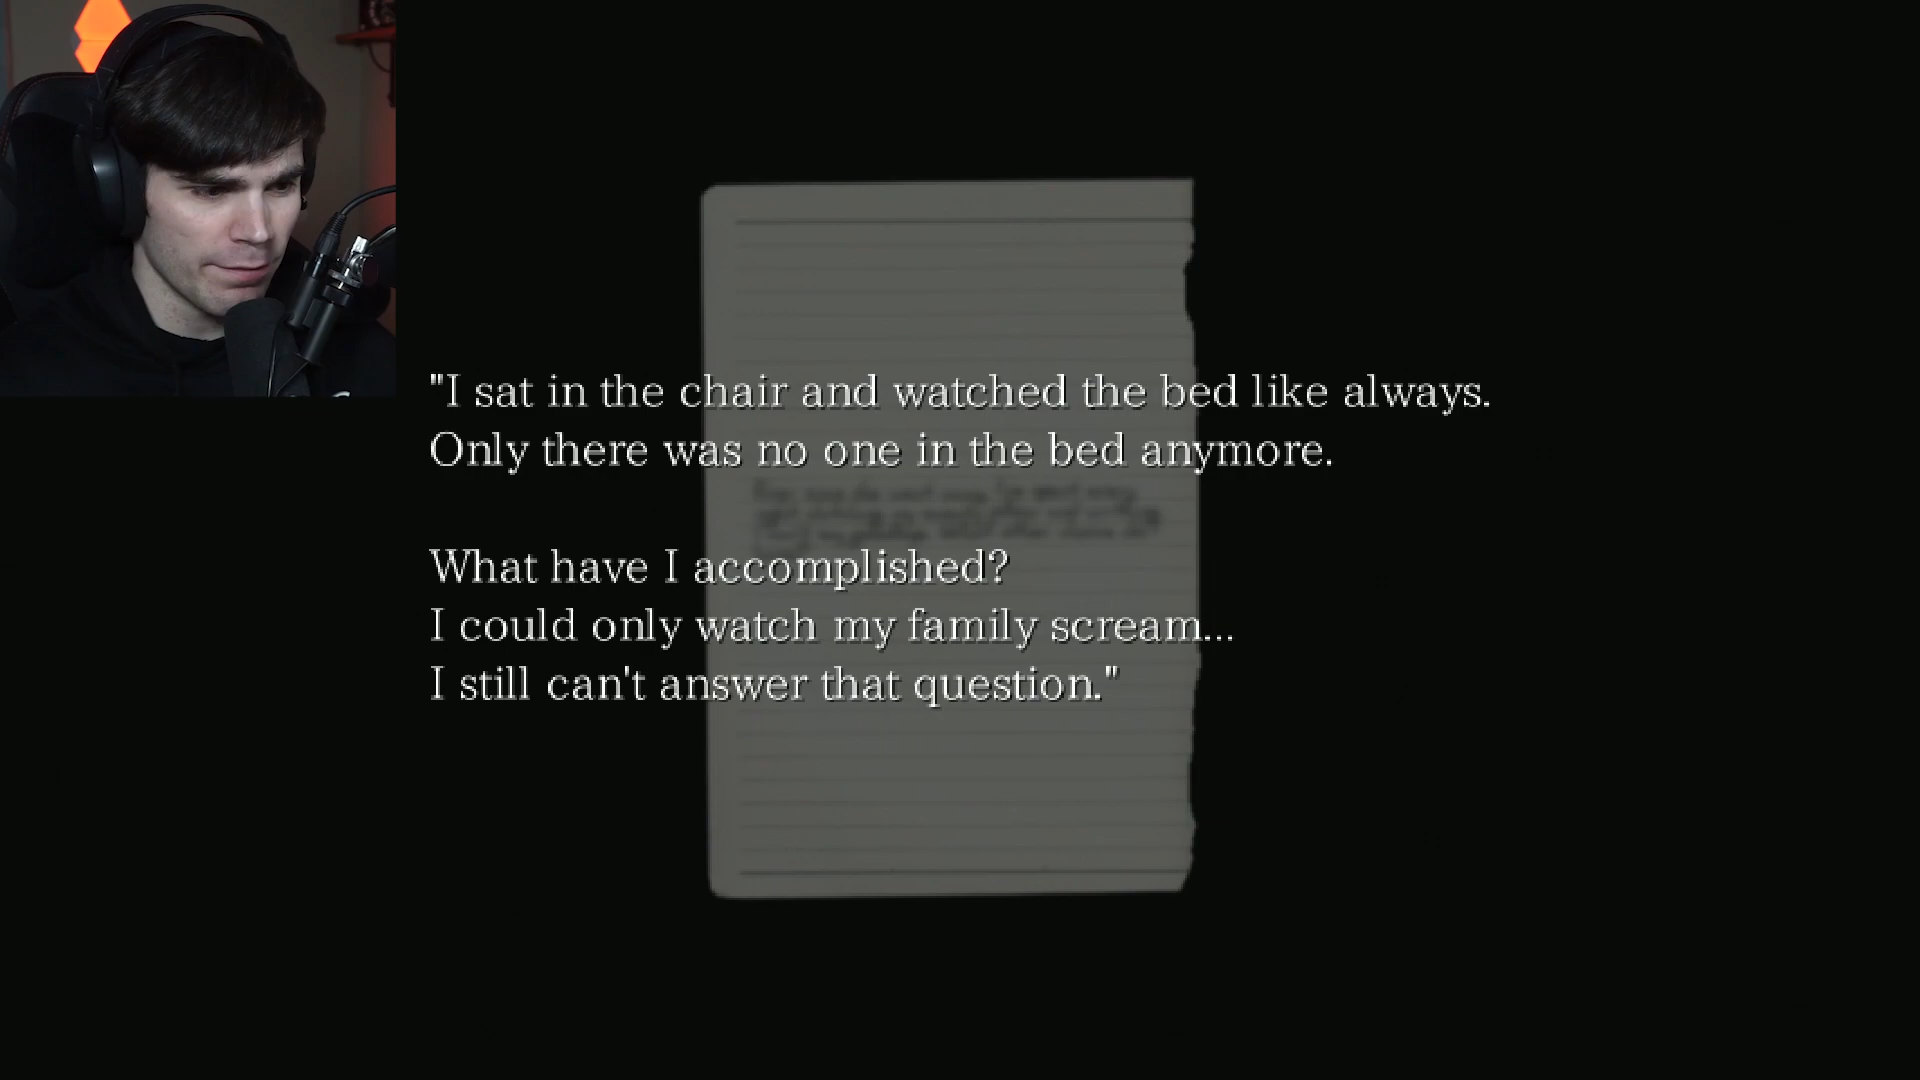 "I sat in the chair and watched the bed like always.
Only there was no one in the bed anymore.
What have I accomplished?
I could only watch my family scream...
I still can't answer that question."